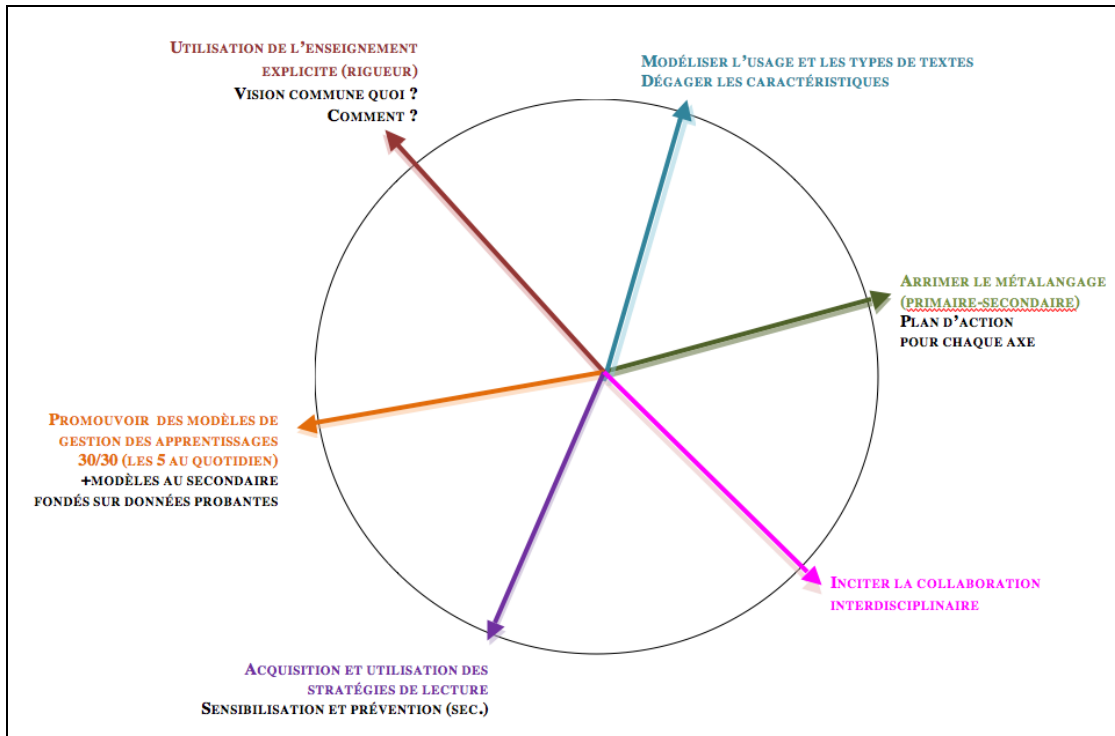 UTILISATION DE L'ENSEIGNEMENT
EXPLICITE (RIGUEUR)
VISION COMMUNE QUOI ?
COMMENT ?
MODÉLISER L'USAGE ET LES TYPES DE TEXTES
DÉGAGER LES CARACTÉRISTIQUES
ARRIMER LE MÉTALANGAGE
(PRIMAIRE-SECONDAIRE)
PLAN D'ACTION
POUR CHAQUE AXE
PROMOUVOIR DES MODÈLES DE
GESTION DES APPRENTISSAGES
30/30 (LES 5 AU QUOTIDIEN)
+MODÈLES AU SECONDAIRE
FONDÉS SUR DONNÉES PROBANTES
INCITER LA COLLABORATION
INTERDISCIPLINAIRE
ACQUISITION ET UTILISATION DES
STRATÉGIES DE LECTURE
SENSIBILISATION ET PRÉVENTION (SEC.)